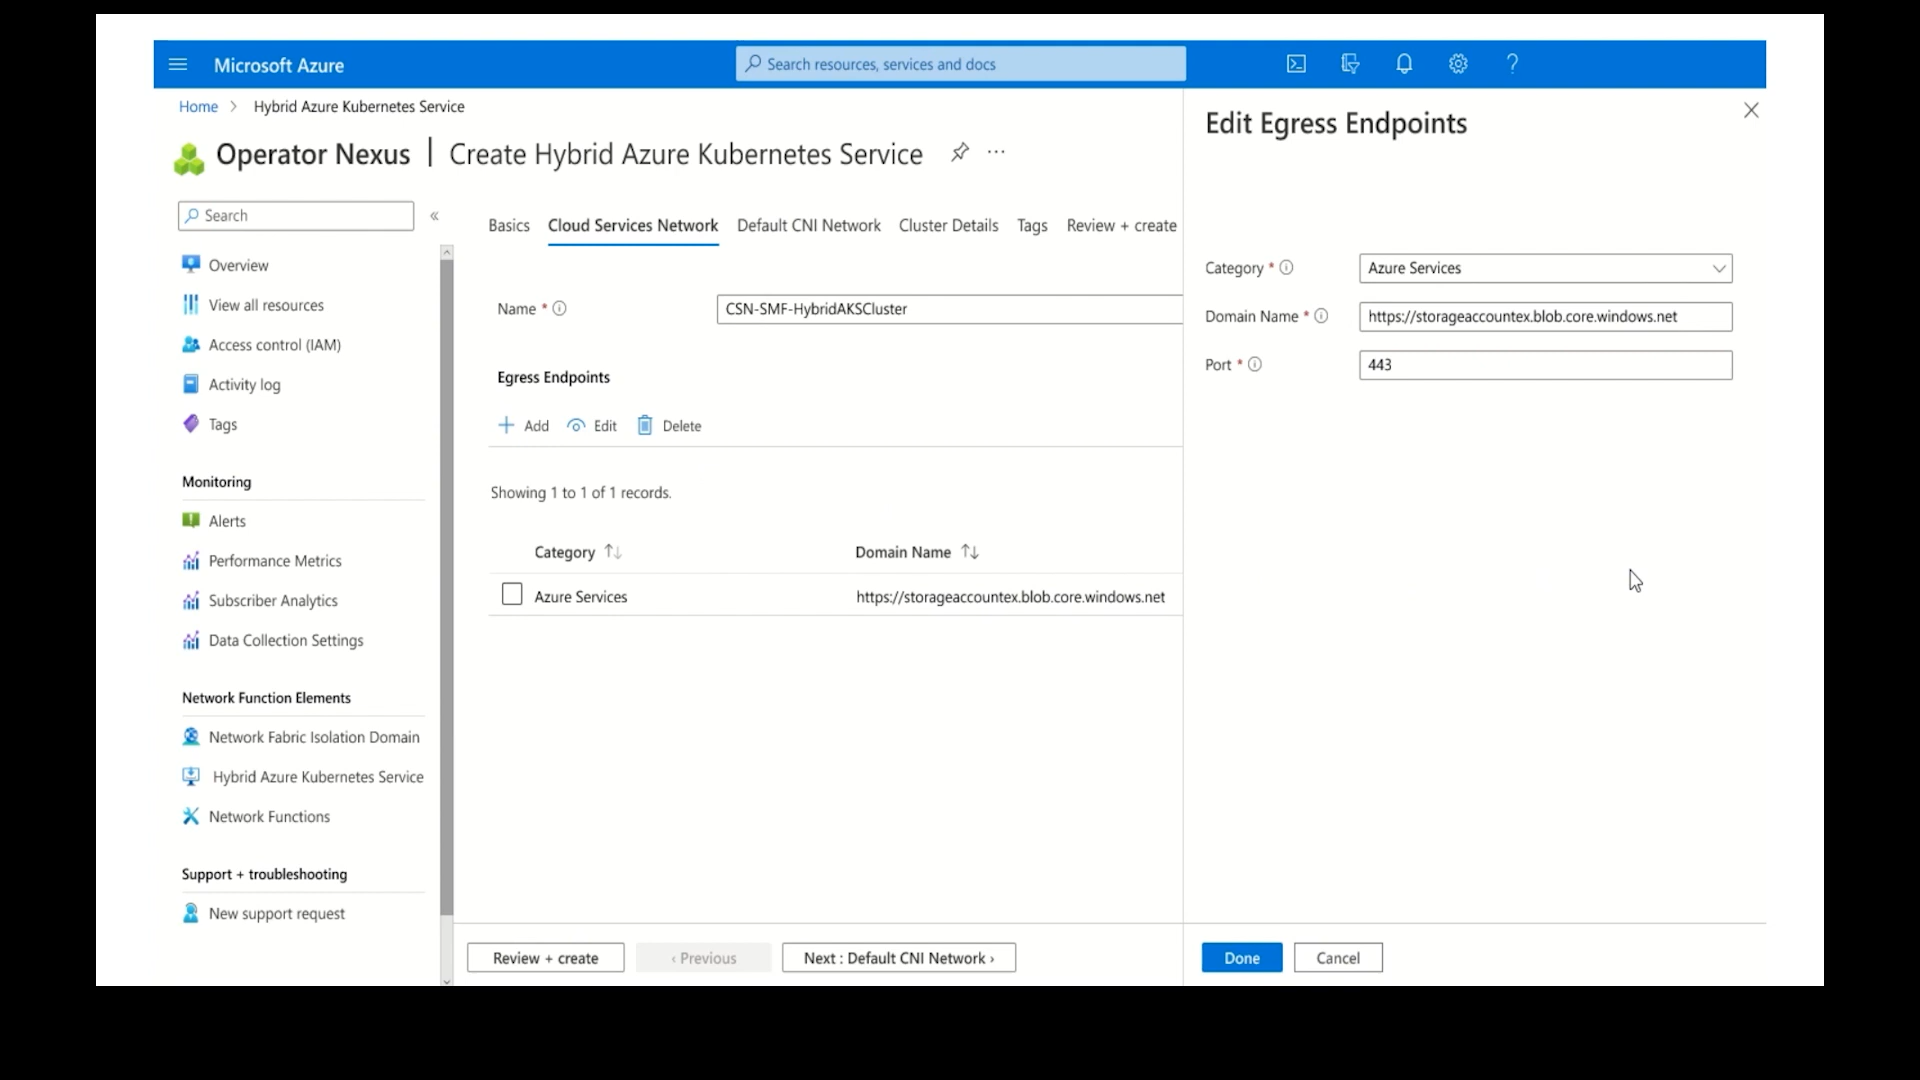 Microsoft Azure
Search resources, services and docs
Home > Hybrid Azure Kubernetes Service
Operator Nexus | Create Hybrid Azure Kubernetes Service
Search
Overview
View all resources
Access control (IAM)
Activity log
Tags
Monitoring
Alerts
Performance Metrics
Subscriber Analytics
Data Collection Settings
Network Function Elements
Network Fabric Isolation Domain
Hybrid Azure Kubernetes Service
Network Functions
Support + troubleshooting
New support request
Basics Cloud Services Network Default CNI Network Cluster Details Tags Review + create
Name * CSN-SMF-HybridAKSCluster
Egress Endpoints
Add Edit Delete
Showing 1 to 1 of 1 records.
Category Domain Name
Azure Services https://storageaccountex.blob.core.windows.net
Review + create ‹ Previous Next : Default CNI Network ›
Edit Egress Endpoints
Category * Azure Services
Domain Name * https://storageaccountex.blob.core.windows.net
Port * 443
Done Cancel